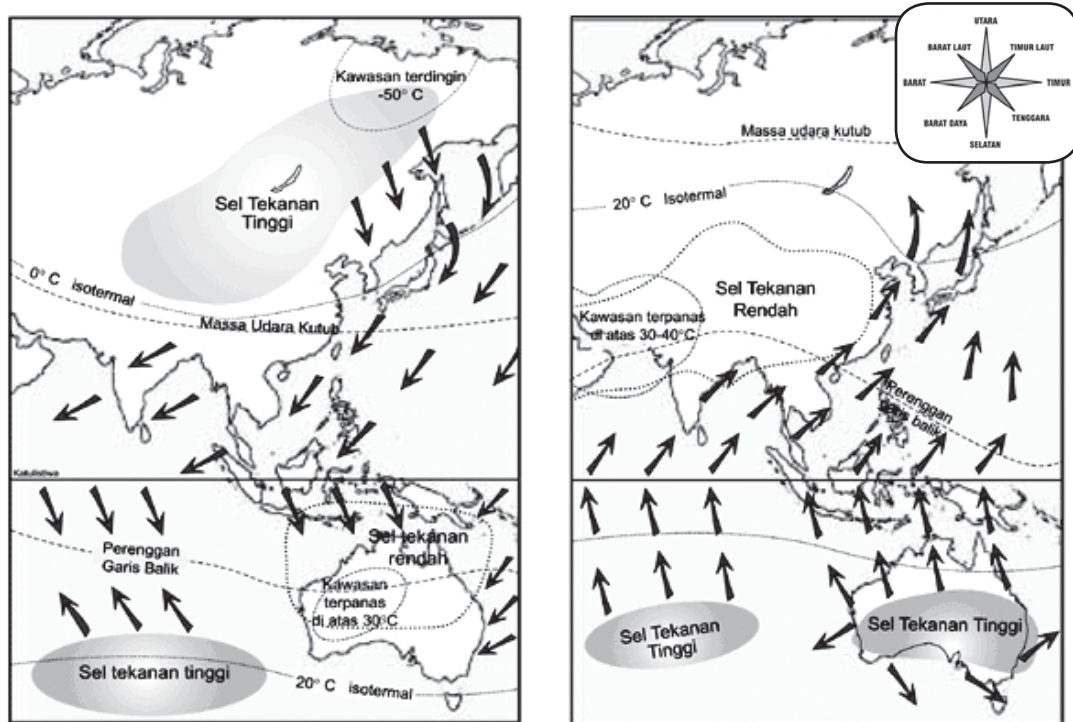 Kawasan terdingin
-50° C
Sel Tekanan
Tinggi
0° C isotermal
Massa Udara Kutub
Katulistiwa
Perenggan
Garis Balik
Sel tekanan
rendah
Kawasan
terpanas
di atas 30°C
Sel tekanan tinggi
20° C isotermal
UTARA
BARAT LAUT
TIMUR LAUT
BARAT
TIMUR
BARAT DAYA
TENGGARA
SELATAN
Massa udara kutub
20° C Isotermal
Sel Tekanan
Rendah
Kawasan terpanas
di atas 30-40°C
Reranggan
Garis balik
Sel Tekanan
Tinggi
Sel Tekanan Tinggi